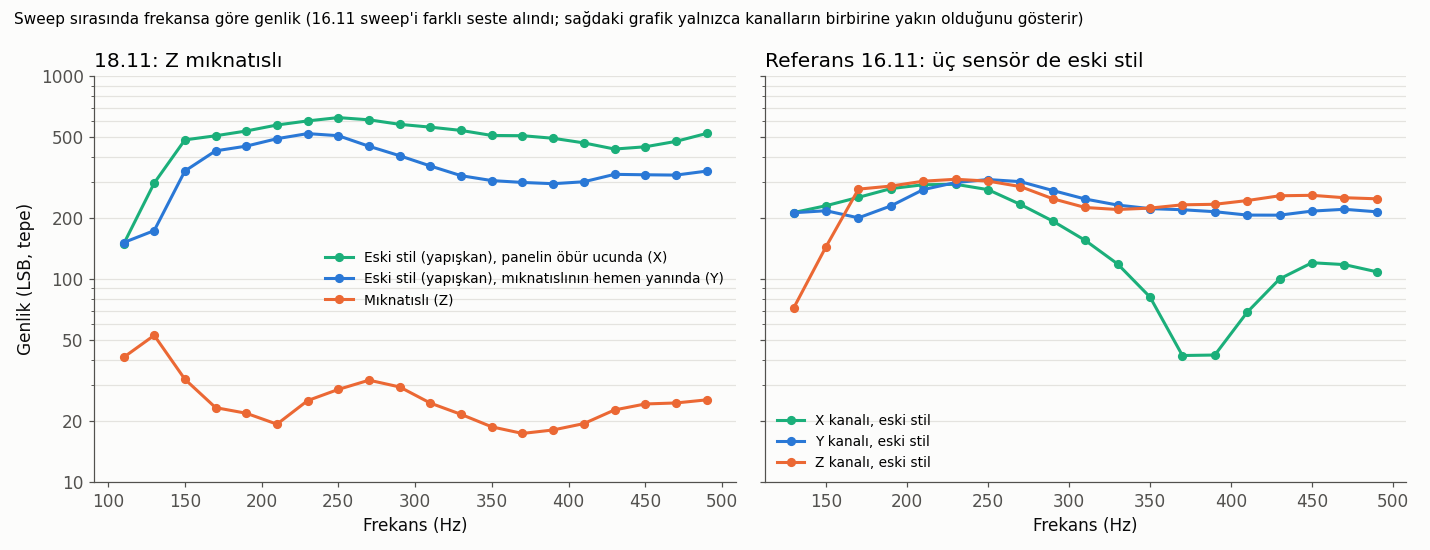 Sweep sırasında frekansa göre genlik (16.11 sweep'i farklı seste alındı; sağdaki grafik yalnızca kanalların birbirine yakın olduğunu gösterir)
18.11: Z mıknatıslı
1000
500
200
100
50
20
10
Genlik (LSB, tepe)
Eski stil (yapışkan), panelin öbür ucunda (X)
Eski stil (yapışkan), mıknatıslının hemen yanında (Y)
Mıknatıslı (Z)
100 150 200 250 300 350 400 450 500
Frekans (Hz)
Referans 16.11: üç sensör de eski stil
X kanalı, eski stil
Y kanalı, eski stil
Z kanalı, eski stil
150 200 250 300 350 400 450 500
Frekans (Hz)